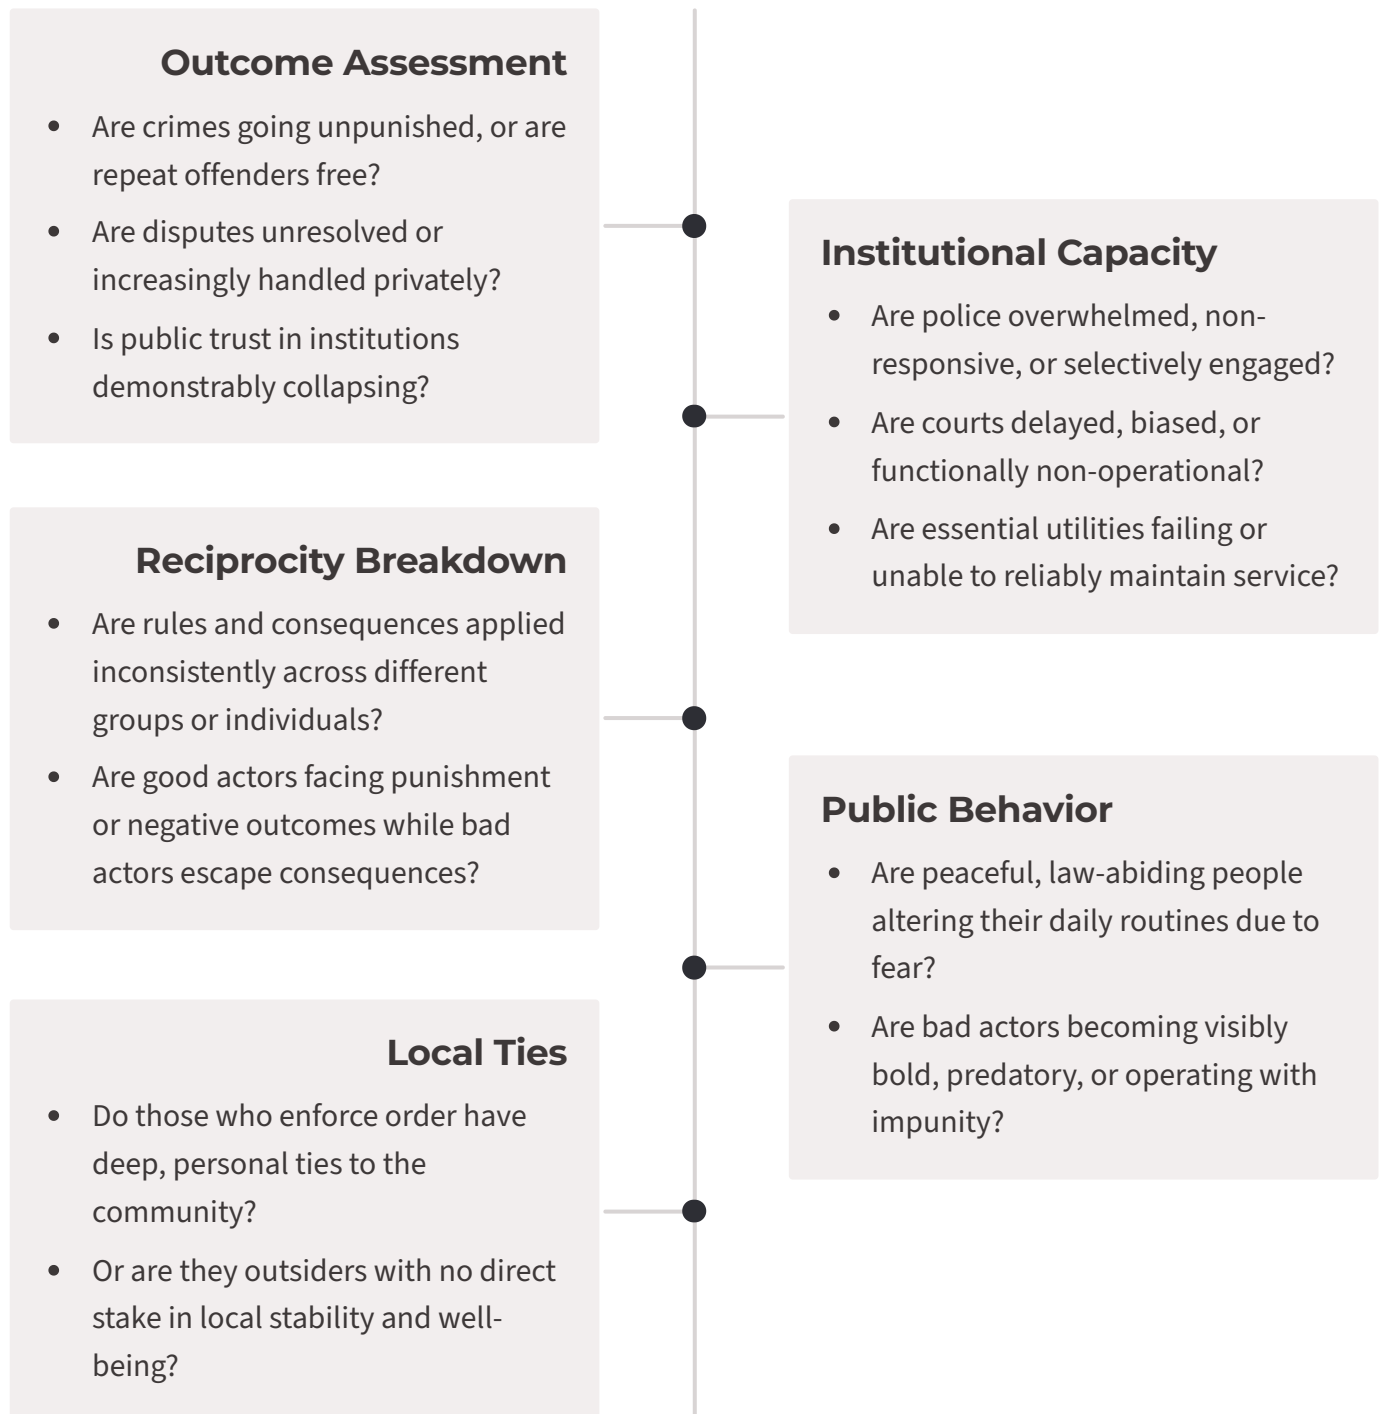 Outcome Assessment
• Are crimes going unpunished, or are
repeat offenders free?
• Are disputes unresolved or
increasingly handled privately?
• Is public trust in institutions
demonstrably collapsing?
Institutional Capacity
• Are police overwhelmed, non-
responsive, or selectively engaged?
• Are courts delayed, biased, or
functionally non-operational?
• Are essential utilities failing or
unable to reliably maintain service?
Reciprocity Breakdown
• Are rules and consequences applied
inconsistently across different
groups or individuals?
• Are good actors facing punishment
or negative outcomes while bad
actors escape consequences?
Public Behavior
• Are peaceful, law-abiding people
altering their daily routines due to
fear?
• Are bad actors becoming visibly
bold, predatory, or operating with
impunity?
Local Ties
• Do those who enforce order have
deep, personal ties to the
community?
• Or are they outsiders with no direct
stake in local stability and well-
being?